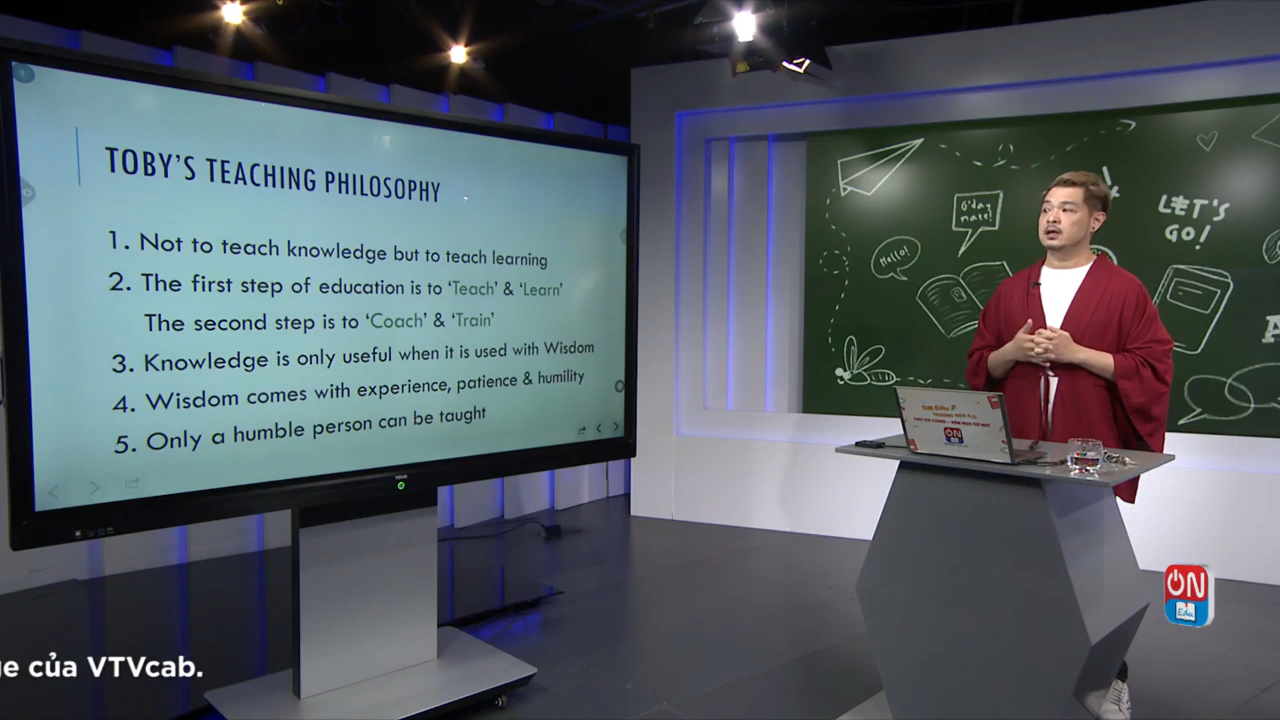 TOBY'S TEACHING PHILOSOPHY
1. Not to teach knowledge but to teach learning
2. The first step of education is to 'Teach' & 'Learn'
The second step is to 'Coach' & 'Train'
3. Knowledge is only useful when it is used with Wisdom
4. Wisdom comes with experience, patience & humility
5. Only a humble person can be taught
G'day
mate!
Hello!
LET'S
GO!
ON
Edu
ON
Edu
của VTVcab.